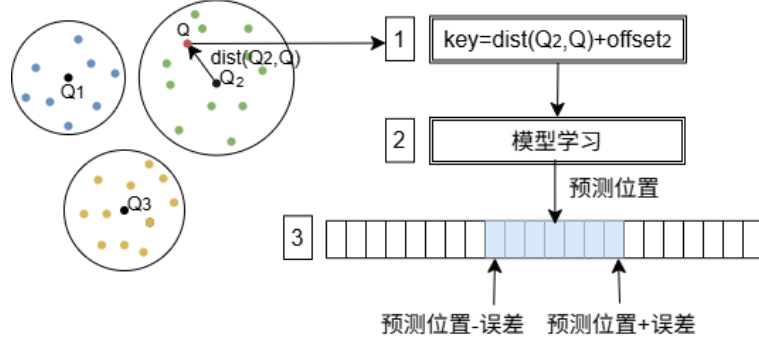 Q
dist(Q2,Q)
Q1
Q2
Q3
1
key=dist(Q2,Q)+offset2
2
模型学习
预测位置
3
预测位置-误差
预测位置+误差